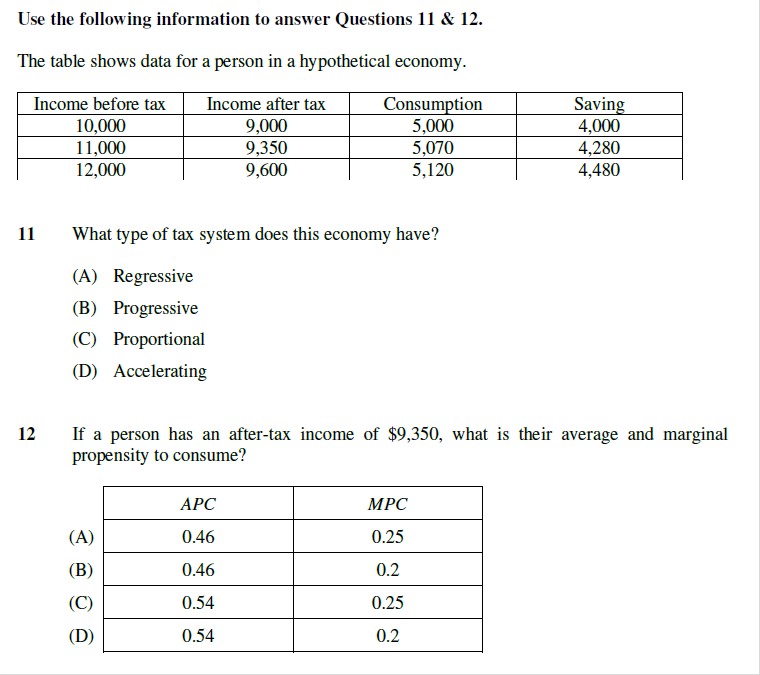 Use the following information to answer Questions 11 & 12.
The table shows data for a person in a hypothetical economy.
Income before tax Income after tax Consumption Saving
10,000 9,000 5,000 4,000
11,000 9,350 5,070 4,280
12,000 9,600 5,120 4,480
11 What type of tax system does this economy have?
(A) Regressive
(B) Progressive
(C) Proportional
(D) Accelerating
12 If a person has an after-tax income of $9,350, what is their average and marginal
propensity to consume?
APC MPC
(A) 0.46 0.25
(B) 0.46 0.2
(C) 0.54 0.25
(D) 0.54 0.2